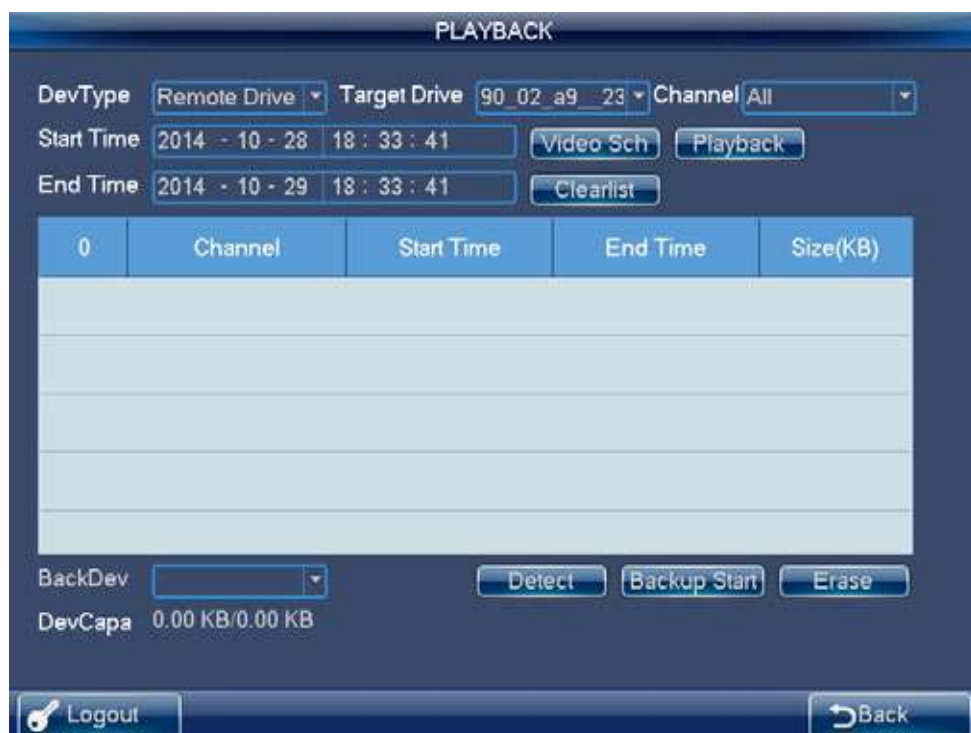 PLAYBACK
DevType Remote Drive Target Drive 90_02_a9__23 Channel All
Start Time 2014 - 10 - 28 18 : 33 : 41 Video Sch Playback
End Time 2014 - 10 - 29 18 : 33 : 41 Clearlist
0 Channel Start Time End Time Size(KB)
BackDev Detect Backup Start Erase
DevCapa 0.00 KB/0.00 KB
Logout Back